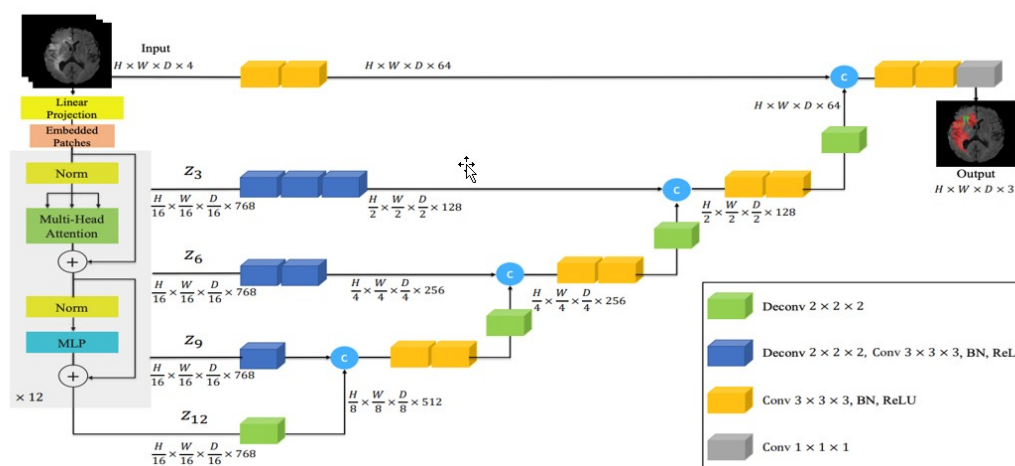 Input
H × W × D × 4
H × W × D × 64
C
H × W × D × 64
Linear
Projection
Embedded
Patches
Norm
Multi-Head
Attention
+
Norm
MLP
+
× 12
z3
H/16 × W/16 × D/16 × 768
H/2 × W/2 × D/2 × 128
C
H/2 × W/2 × D/2 × 128
Output
H × W × D × 3
z6
H/16 × W/16 × D/16 × 768
H/4 × W/4 × D/4 × 256
C
H/4 × W/4 × D/4 × 256
z9
H/16 × W/16 × D/16 × 768
C
H/8 × W/8 × D/8 × 512
z12
H/16 × W/16 × D/16 × 768
Deconv 2 × 2 × 2
Deconv 2 × 2 × 2, Conv 3 × 3 × 3, BN, ReL
Conv 3 × 3 × 3, BN, ReLU
Conv 1 × 1 × 1